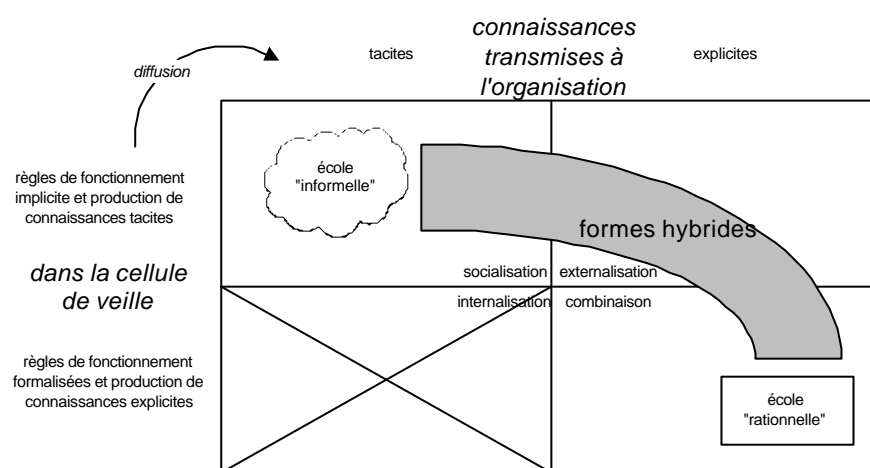 connaissances
transmises à
l'organisation
tacites
explicites
diffusion
école
"informelle"
règles de fonctionnement
implicite et production de
connaissances tacites
formes hybrides
dans la cellule
de veille
socialisation
externalisation
internalisation
combinaison
règles de fonctionnement
formalisées et production de
connaissances explicites
école
"rationnelle"